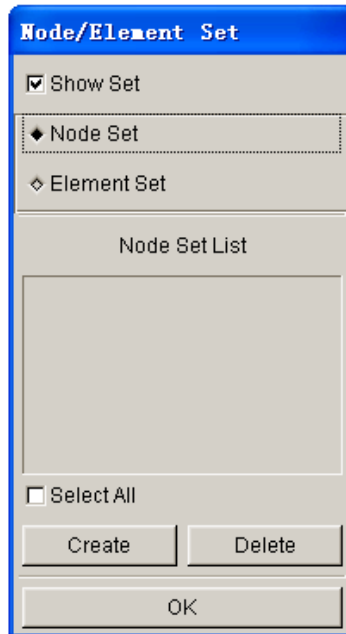 Node/Element Set
Show Set
Node Set
Element Set
Node Set List
Select All
Create Delete
OK